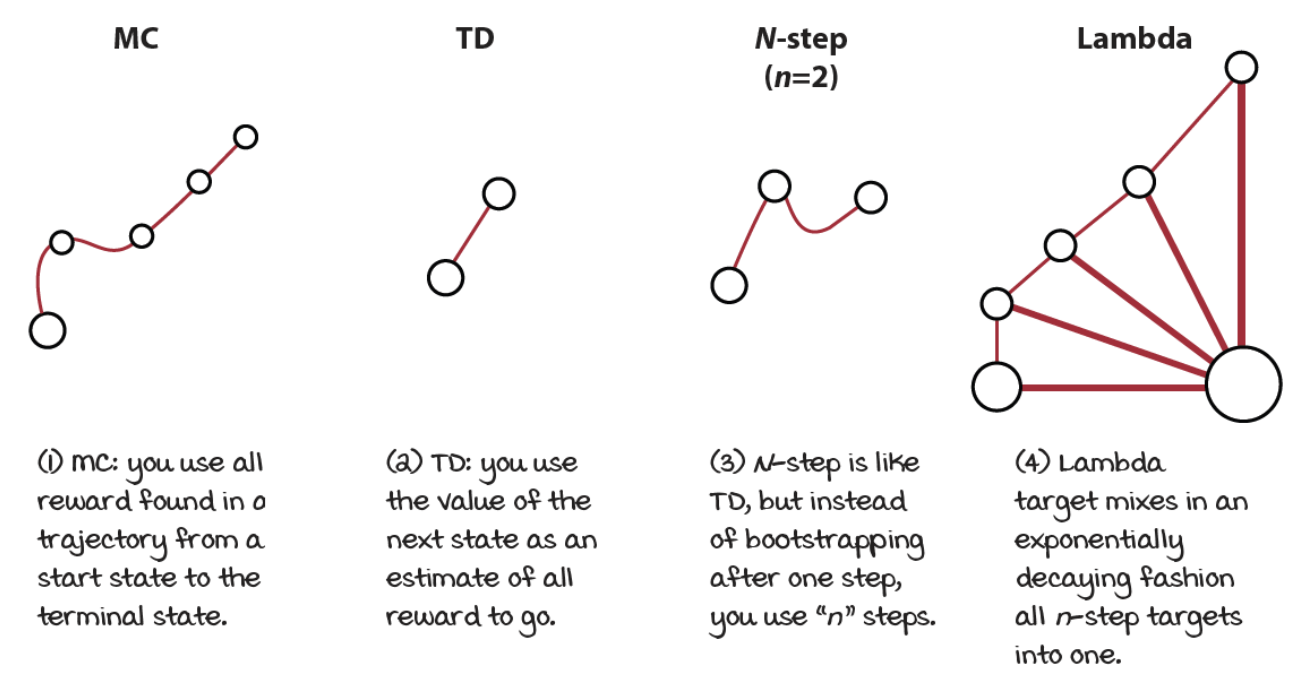 MC
TD
N-step
(n=2)
Lambda
(1) MC: you use all
reward found in a
trajectory from a
start state to the
terminal state.
(2) TD: you use
the value of the
next state as an
estimate of all
reward to go.
(3) N-step is like
TD, but instead
of bootstrapping
after one step,
you use “n” steps.
(4) Lambda
target mixes in an
exponentially
decaying fashion
all n-step targets
into one.